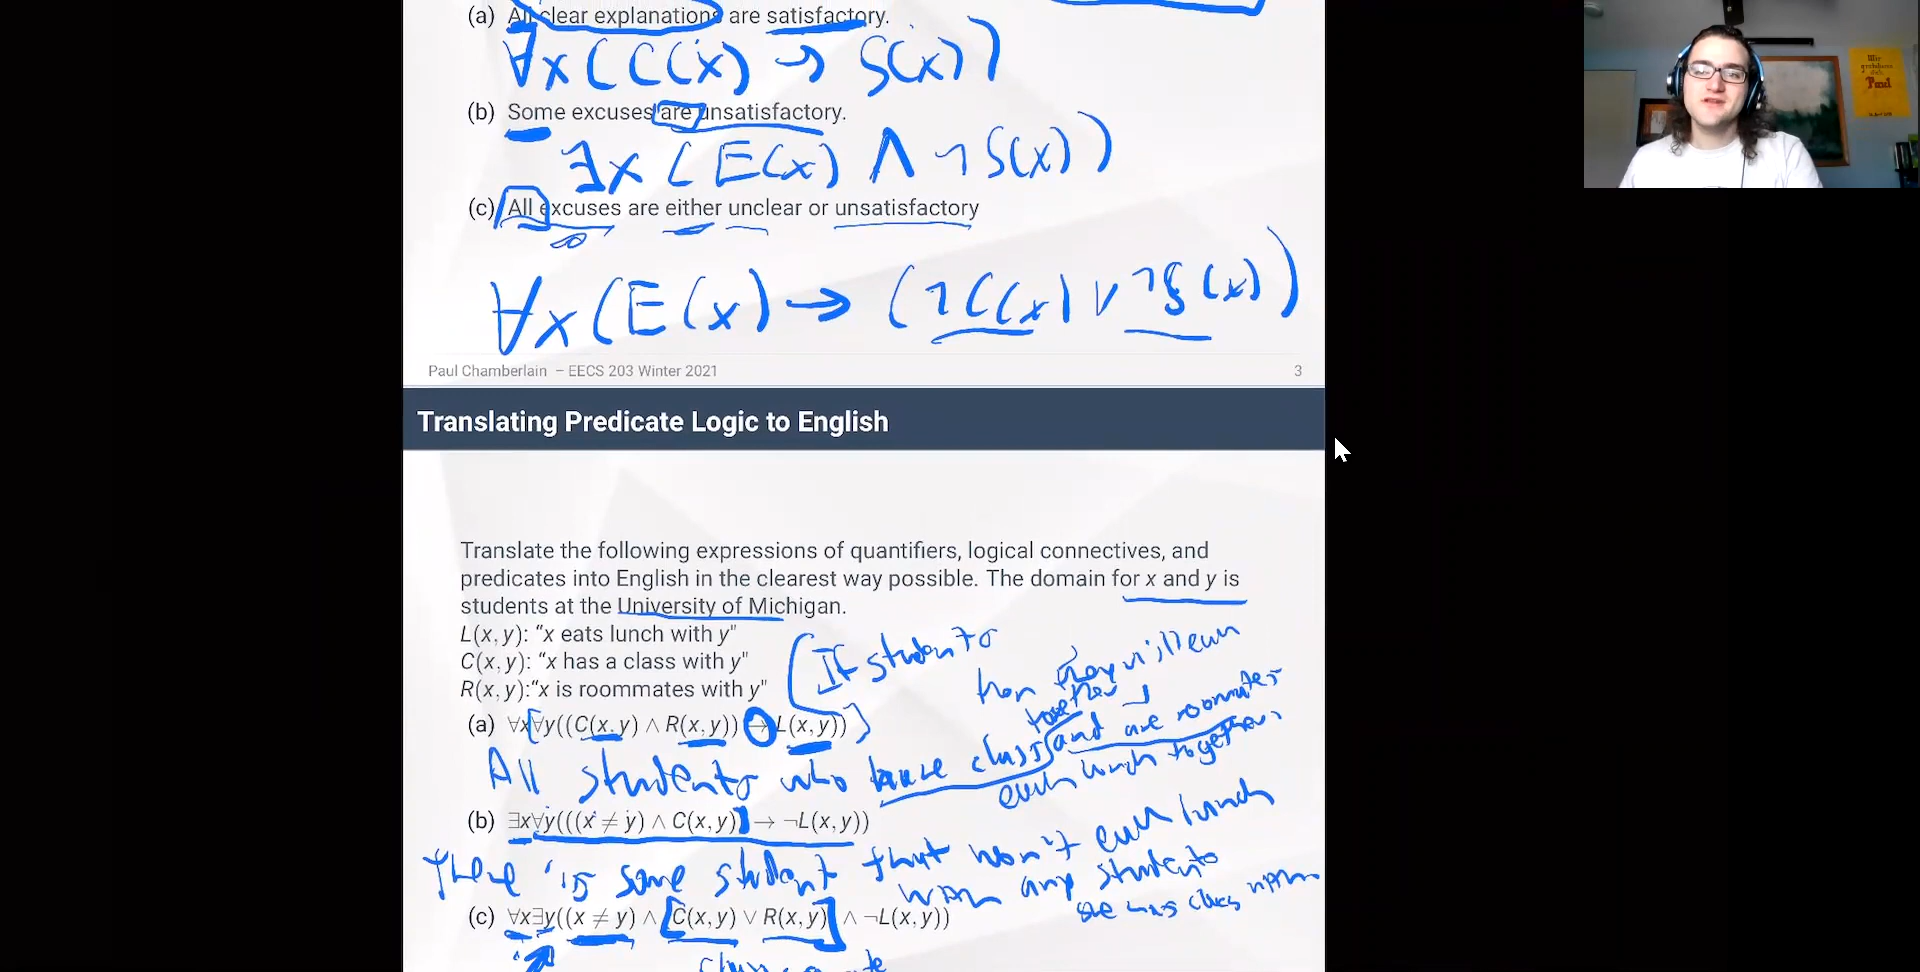 (a) All clear explanations are satisfactory.
∀x (C(x) → S(x))
(b) Some excuses are unsatisfactory.
∃x (E(x) ∧ ¬S(x))
(c) All excuses are either unclear or unsatisfactory
∀x (E(x) → (¬C(x) ∨ ¬S(x))
Paul Chamberlain – EECS 203 Winter 2021
3
Translating Predicate Logic to English
Translate the following expressions of quantifiers, logical connectives, and
predicates into English in the clearest way possible. The domain for x and y is
students at the University of Michigan.
L(x, y): “x eats lunch with y"
C(x, y): “x has a class with y"
R(x, y):“x is roommates with y"
If students
together
(a) ∀x∀y((C(x, y) ∧ R(x, y)) → L(x, y))
All students who have class and are roommates
lunch together
(b) ∃x∀y(((x ≠ y) ∧ C(x, y)) → ¬L(x, y))
There is some student that won't lunch
any students
(c) ∀x∃y((x ≠ y) ∧ [C(x, y) ∨ R(x, y)] ∧ ¬L(x, y))
Paul